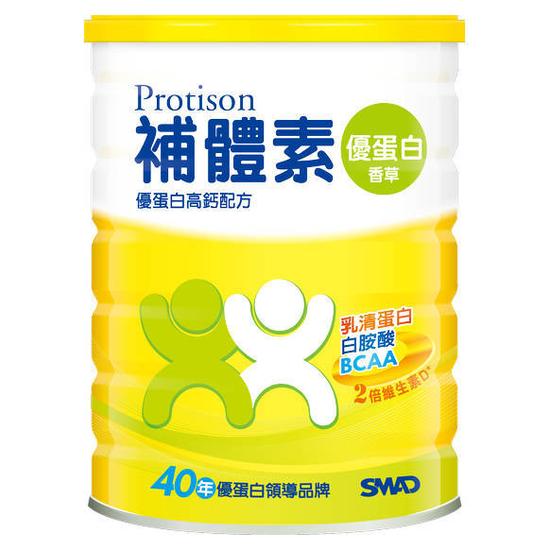 Protison
補體素
優蛋白
香草
優蛋白高鈣配方
乳清蛋白
白胺酸
BCAA
2倍維生素D*
40年優蛋白領導品牌
SMAD